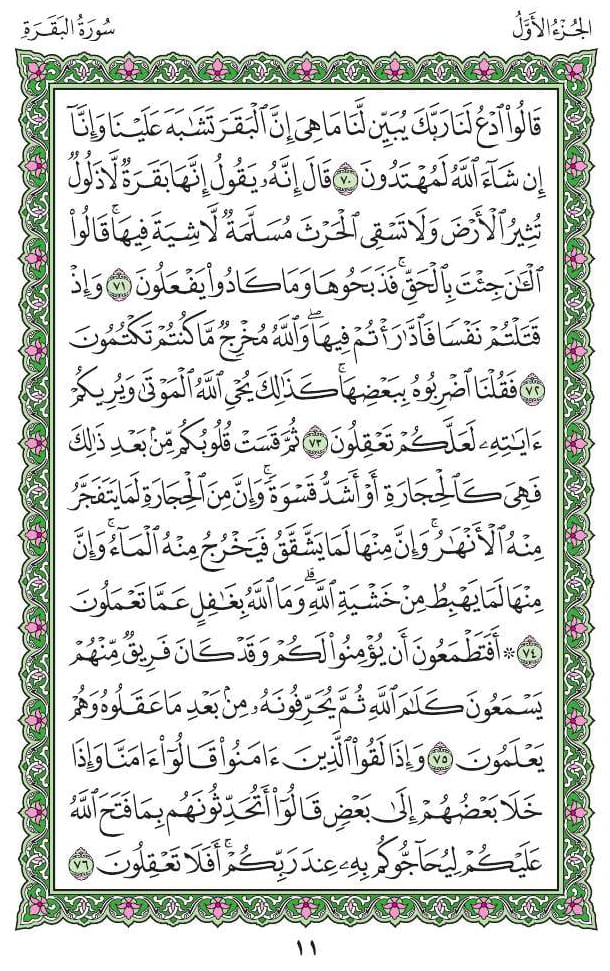 الجُزْءُ الأَوَّلُ
سُورَةُ البَقَرَةِ
قَالُوا۟ ٱدْعُ لَنَا رَبَّكَ يُبَيِّن لَّنَا مَا هِىَ إِنَّ ٱلْبَقَرَ تَشَـٰبَهَ عَلَيْنَا وَإِنَّآ
إِن شَآءَ ٱللَّهُ لَمُهْتَدُونَ ٧٠ قَالَ إِنَّهُۥ يَقُولُ إِنَّهَا بَقَرَةٌ لَّا ذَلُولٌ
تُثِيرُ ٱلْأَرْضَ وَلَا تَسْقِى ٱلْحَرْثَ مُسَلَّمَةٌ لَّا شِيَةَ فِيهَا ۚ قَالُوا۟
ٱلْـَٔـٰنَ جِئْتَ بِٱلْحَقِّ ۚ فَذَبَحُوهَا وَمَا كَادُوا۟ يَفْعَلُونَ ٧١ وَإِذْ
قَتَلْتُمْ نَفْسًا فَٱدَّٰرَْٰٔتُمْ فِيهَا ۖ وَٱللَّهُ مُخْرِجٌ مَّا كُنتُمْ تَكْتُمُونَ
٧٢ فَقُلْنَا ٱضْرِبُوهُ بِبَعْضِهَا ۚ كَذَٰلِكَ يُحْىِ ٱللَّهُ ٱلْمَوْتَىٰ وَيُرِيكُمْ
ءَايَـٰتِهِۦ لَعَلَّكُمْ تَعْقِلُونَ ٧٣ ثُمَّ قَسَتْ قُلُوبُكُم مِّنۢ بَعْدِ ذَٰلِكَ
فَهِىَ كَٱلْحِجَارَةِ أَوْ أَشَدُّ قَسْوَةً ۚ وَإِنَّ مِنَ ٱلْحِجَارَةِ لَمَا يَتَفَجَّرُ
مِنْهُ ٱلْأَنْهَـٰرُ ۚ وَإِنَّ مِنْهَا لَمَا يَشَّقَّقُ فَيَخْرُجُ مِنْهُ ٱلْمَآءُ ۚ وَإِنَّ
مِنْهَا لَمَا يَهْبِطُ مِنْ خَشْيَةِ ٱللَّهِ ۗ وَمَا ٱللَّهُ بِغَـٰفِلٍ عَمَّا تَعْمَلُونَ
٧٤ ۞ أَفَتَطْمَعُونَ أَن يُؤْمِنُوا۟ لَكُمْ وَقَدْ كَانَ فَرِيقٌ مِّنْهُمْ
يَسْمَعُونَ كَلَـٰمَ ٱللَّهِ ثُمَّ يُحَرِّفُونَهُۥ مِنۢ بَعْدِ مَا عَقَلُوهُ وَهُمْ
يَعْلَمُونَ ٧٥ وَإِذَا لَقُوا۟ ٱلَّذِينَ ءَامَنُوا۟ قَالُوٓا۟ ءَامَنَّا وَإِذَا
خَلَا بَعْضُهُمْ إِلَىٰ بَعْضٍ قَالُوٓا۟ أَتُحَدِّثُونَهُم بِمَا فَتَحَ ٱللَّهُ
عَلَيْكُمْ لِيُحَآجُّوكُم بِهِۦ عِندَ رَبِّكُمْ ۚ أَفَلَا تَعْقِلُونَ ٧٦
١١